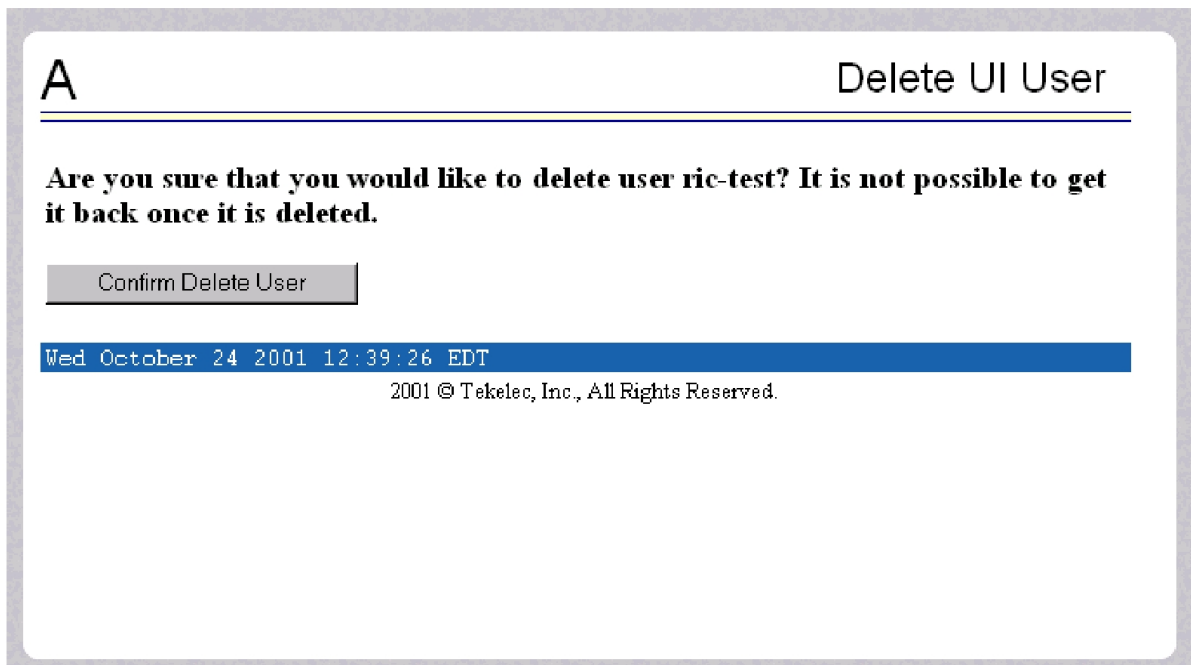 A
Delete UI User
Are you sure that you would like to delete user ric-test? It is not possible to get
it back once it is deleted.
Confirm Delete User
Wed October 24 2001 12:39:26 EDT
2001 © Tekelec, Inc., All Rights Reserved.